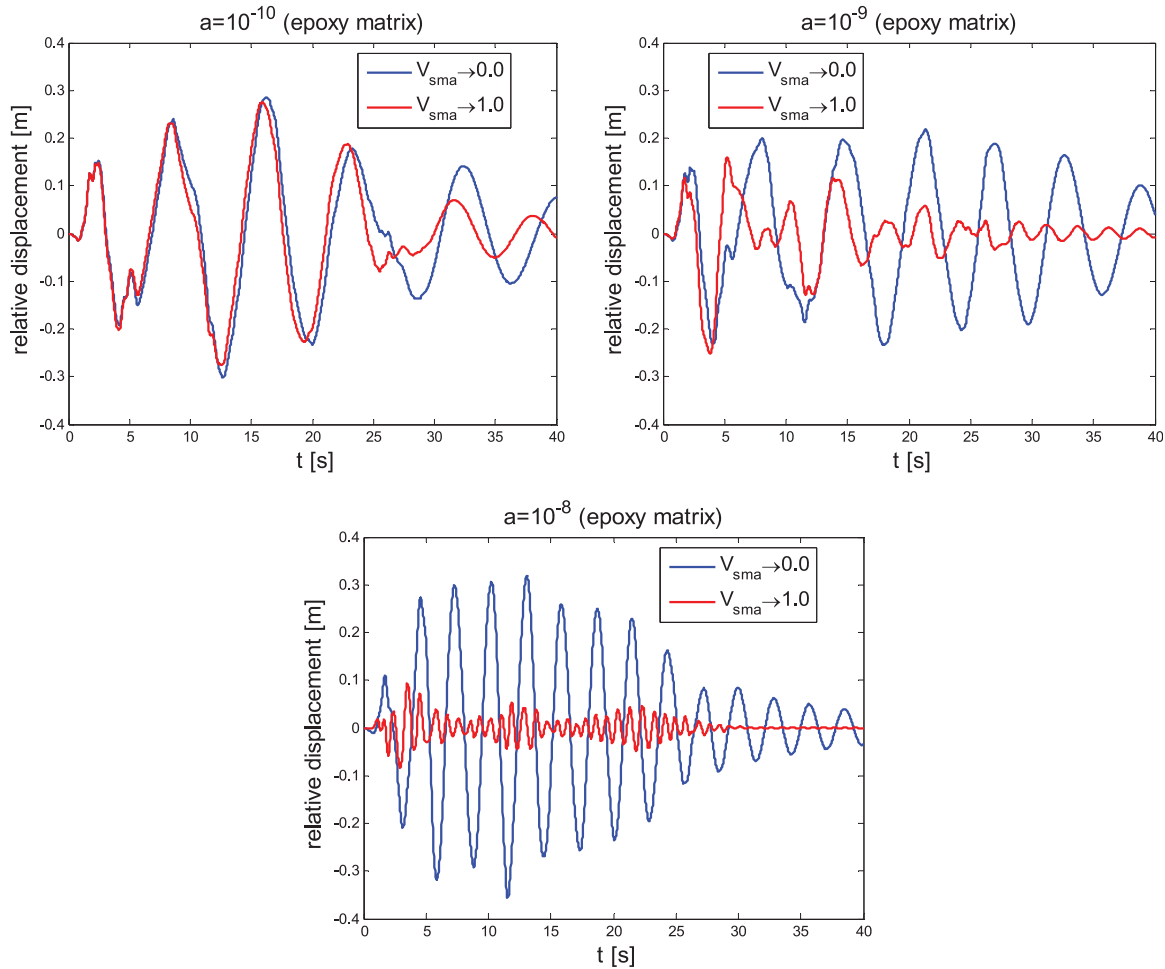 a=10^-10 (epoxy matrix)
0.4
0.3
0.2
0.1
0
-0.1
-0.2
-0.3
-0.4
relative displacement [m]
V_sma→0.0
V_sma→1.0
0 5 10 15 20 25 30 35 40
t [s]
a=10^-9 (epoxy matrix)
0.4
0.3
0.2
0.1
0
-0.1
-0.2
-0.3
-0.4
relative displacement [m]
V_sma→0.0
V_sma→1.0
0 5 10 15 20 25 30 35 40
t [s]
a=10^-8 (epoxy matrix)
0.4
0.3
0.2
0.1
0
-0.1
-0.2
-0.3
-0.4
relative displacement [m]
V_sma→0.0
V_sma→1.0
0 5 10 15 20 25 30 35 40
t [s]